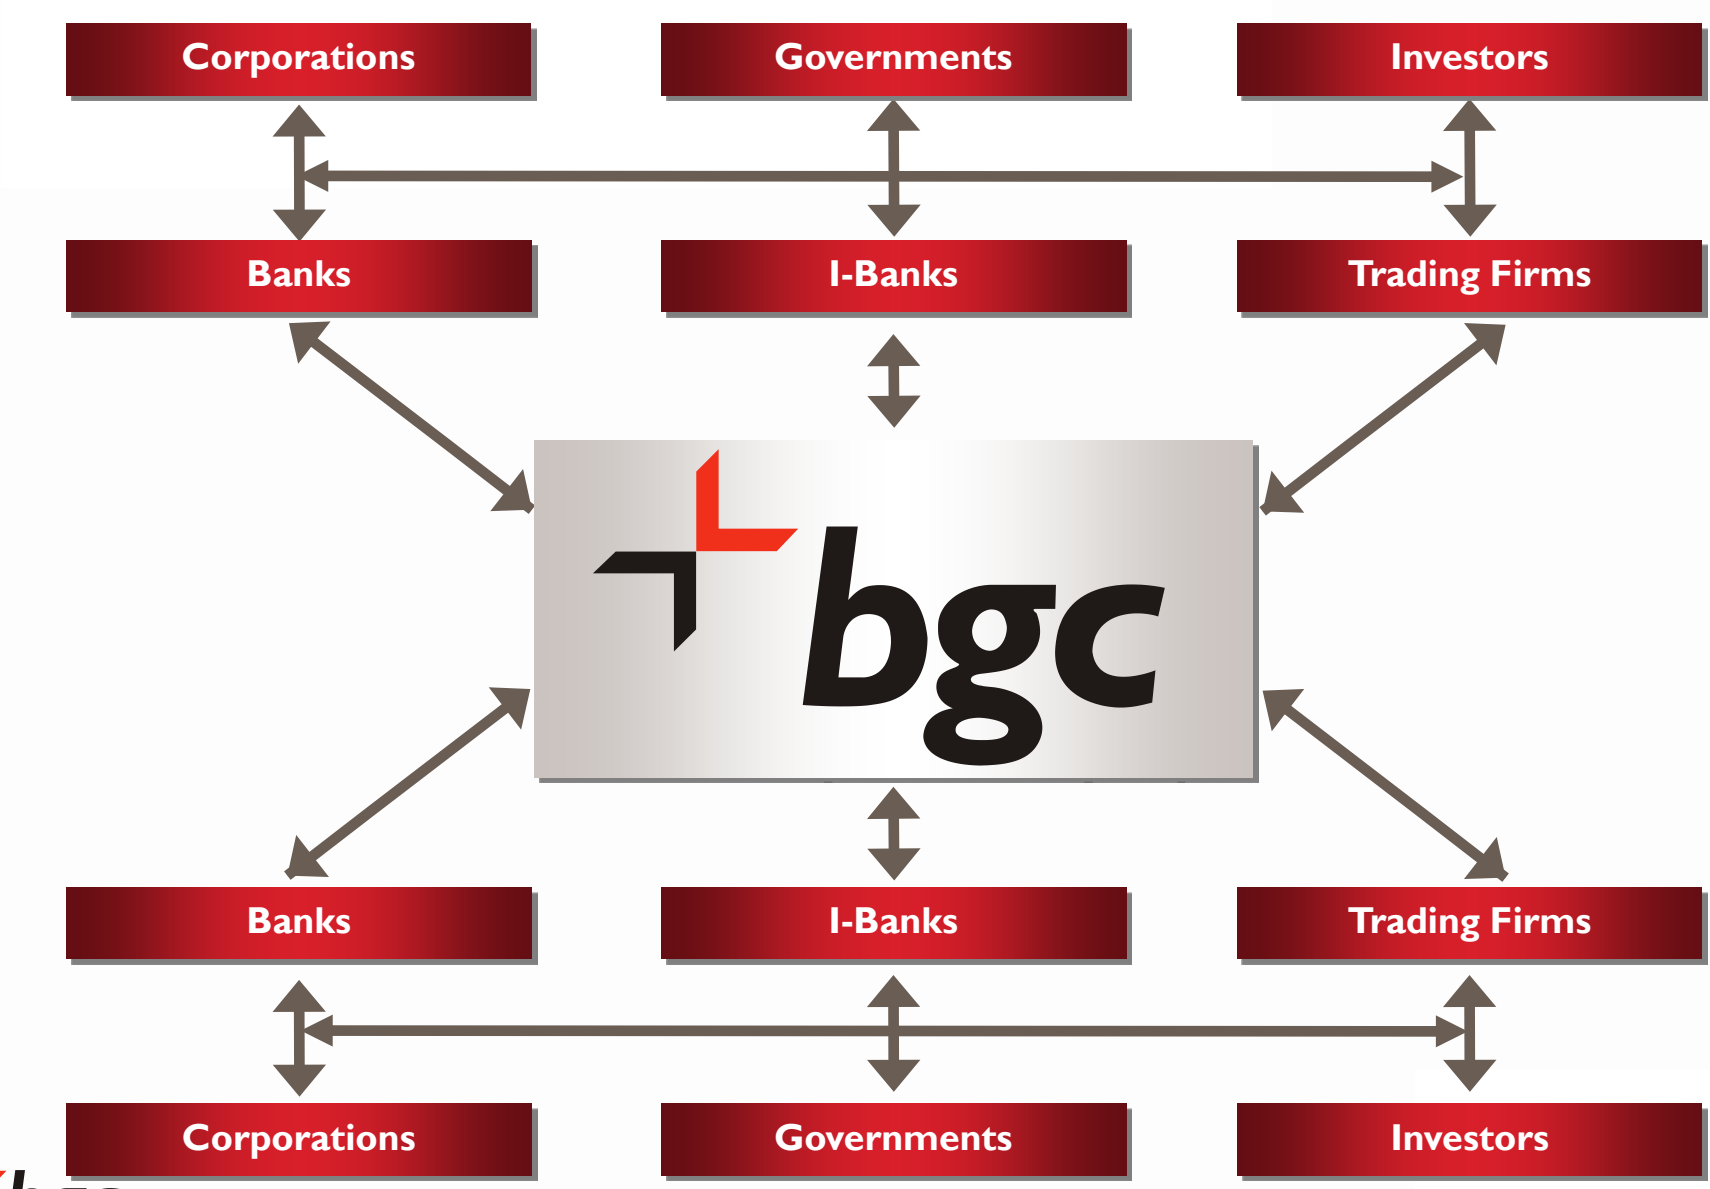 Corporations Governments Investors
Banks I-Banks Trading Firms
bgc
Banks I-Banks Trading Firms
Corporations Governments Investors